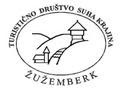 TURISTIČNO DRUŠTVO SUHA KRAJINA
ŽUŽEMBERK